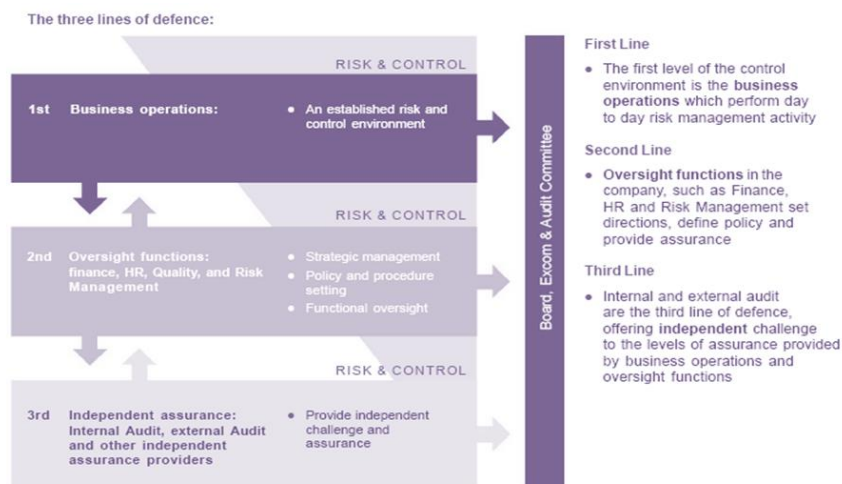 The three lines of defence:
RISK & CONTROL
1st Business operations:
• An established risk and
control environment
RISK & CONTROL
2nd Oversight functions:
finance, HR, Quality, and Risk
Management
• Strategic management
• Policy and procedure
setting
• Functional oversight
RISK & CONTROL
3rd Independent assurance:
Internal Audit, external Audit
and other independent
assurance providers
• Provide independent
challenge and
assurance
Board, Excom & Audit Committee
First Line
• The first level of the control
environment is the business
operations which perform day
to day risk management activity
Second Line
• Oversight functions in the
company, such as Finance,
HR and Risk Management set
directions, define policy and
provide assurance
Third Line
• Internal and external audit
are the third line of defence,
offering independent challenge
to the levels of assurance provided
by business operations and
oversight functions